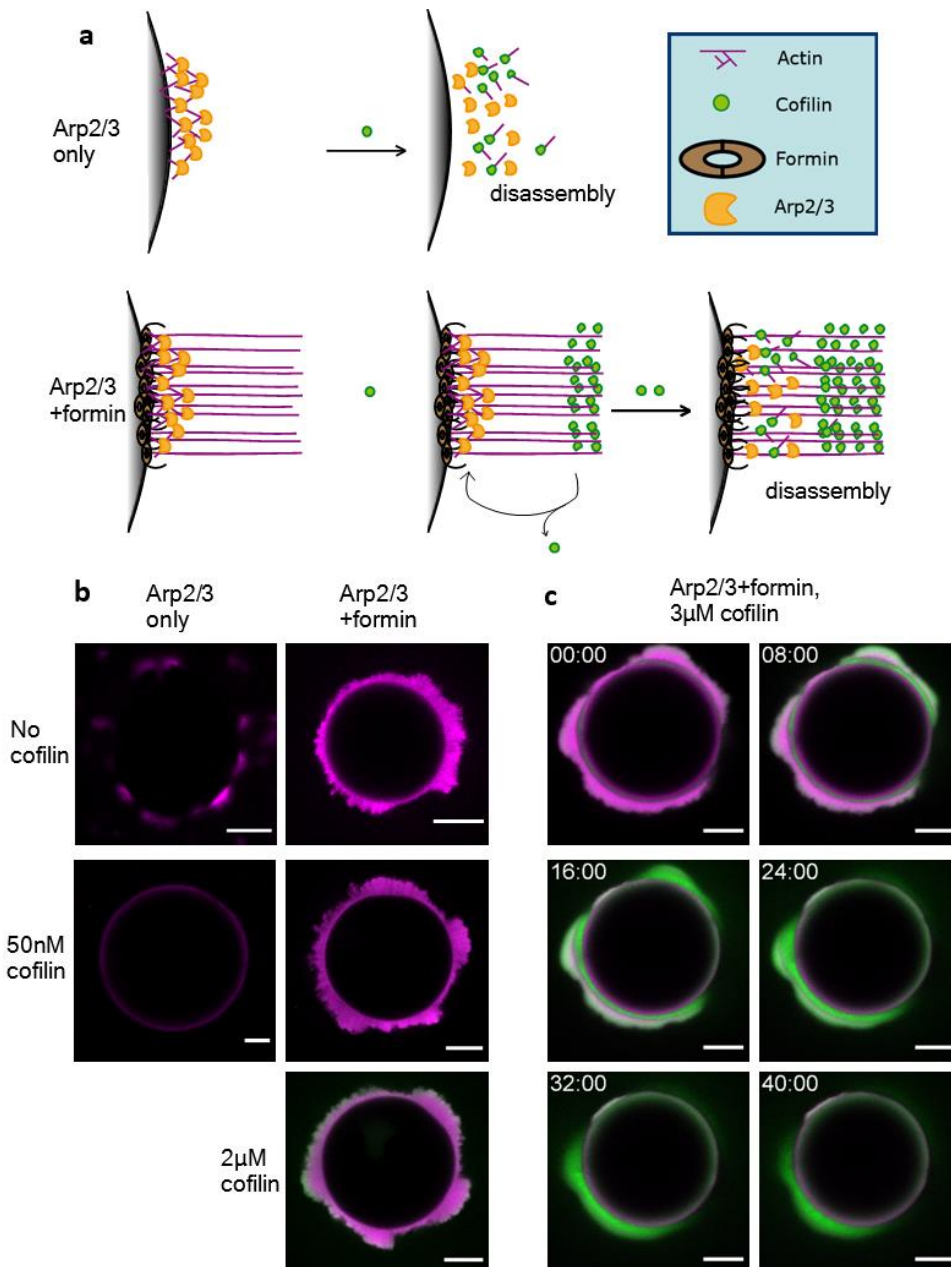 a
Arp2/3
only
disassembly
Actin
Cofilin
Formin
Arp2/3
Arp2/3
+formin
disassembly
b
Arp2/3
only
Arp2/3
+formin
c
Arp2/3+formin,
3µM cofilin
No
cofilin
50nM
cofilin
2µM
cofilin
00:00
08:00
16:00
24:00
32:00
40:00